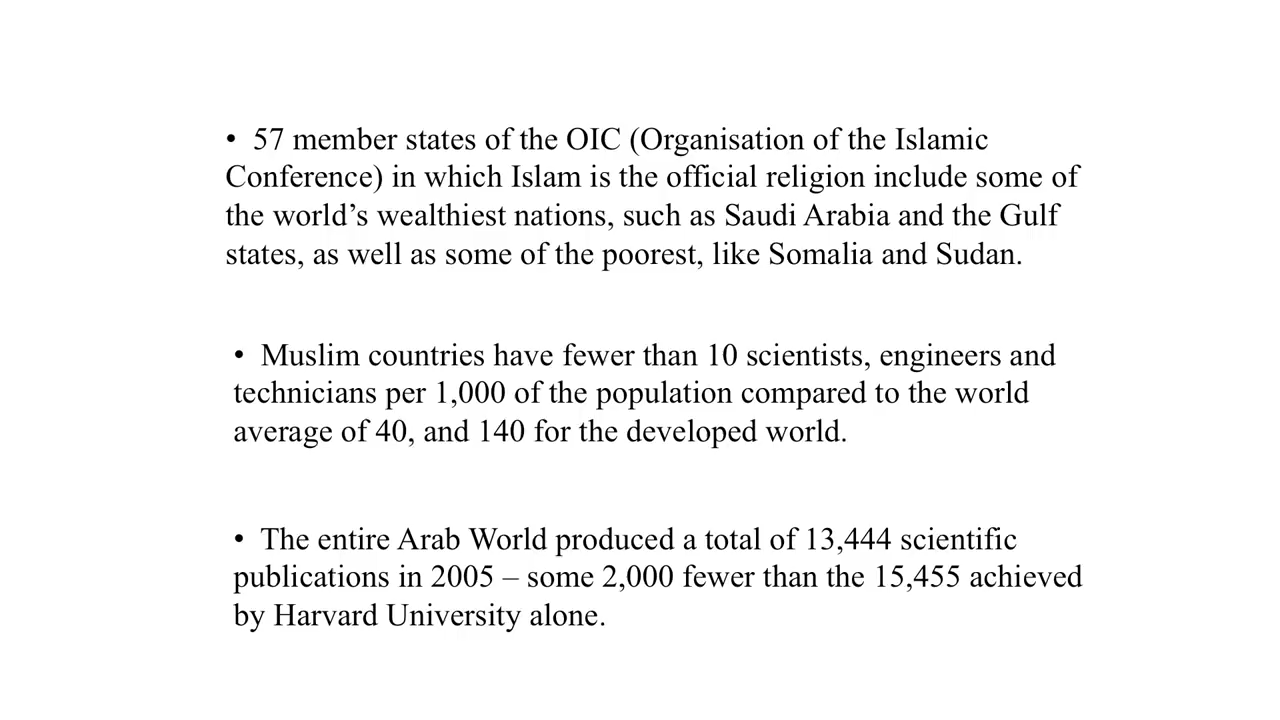 • 57 member states of the OIC (Organisation of the Islamic
Conference) in which Islam is the official religion include some of
the world’s wealthiest nations, such as Saudi Arabia and the Gulf
states, as well as some of the poorest, like Somalia and Sudan.
• Muslim countries have fewer than 10 scientists, engineers and
technicians per 1,000 of the population compared to the world
average of 40, and 140 for the developed world.
• The entire Arab World produced a total of 13,444 scientific
publications in 2005 – some 2,000 fewer than the 15,455 achieved
by Harvard University alone.